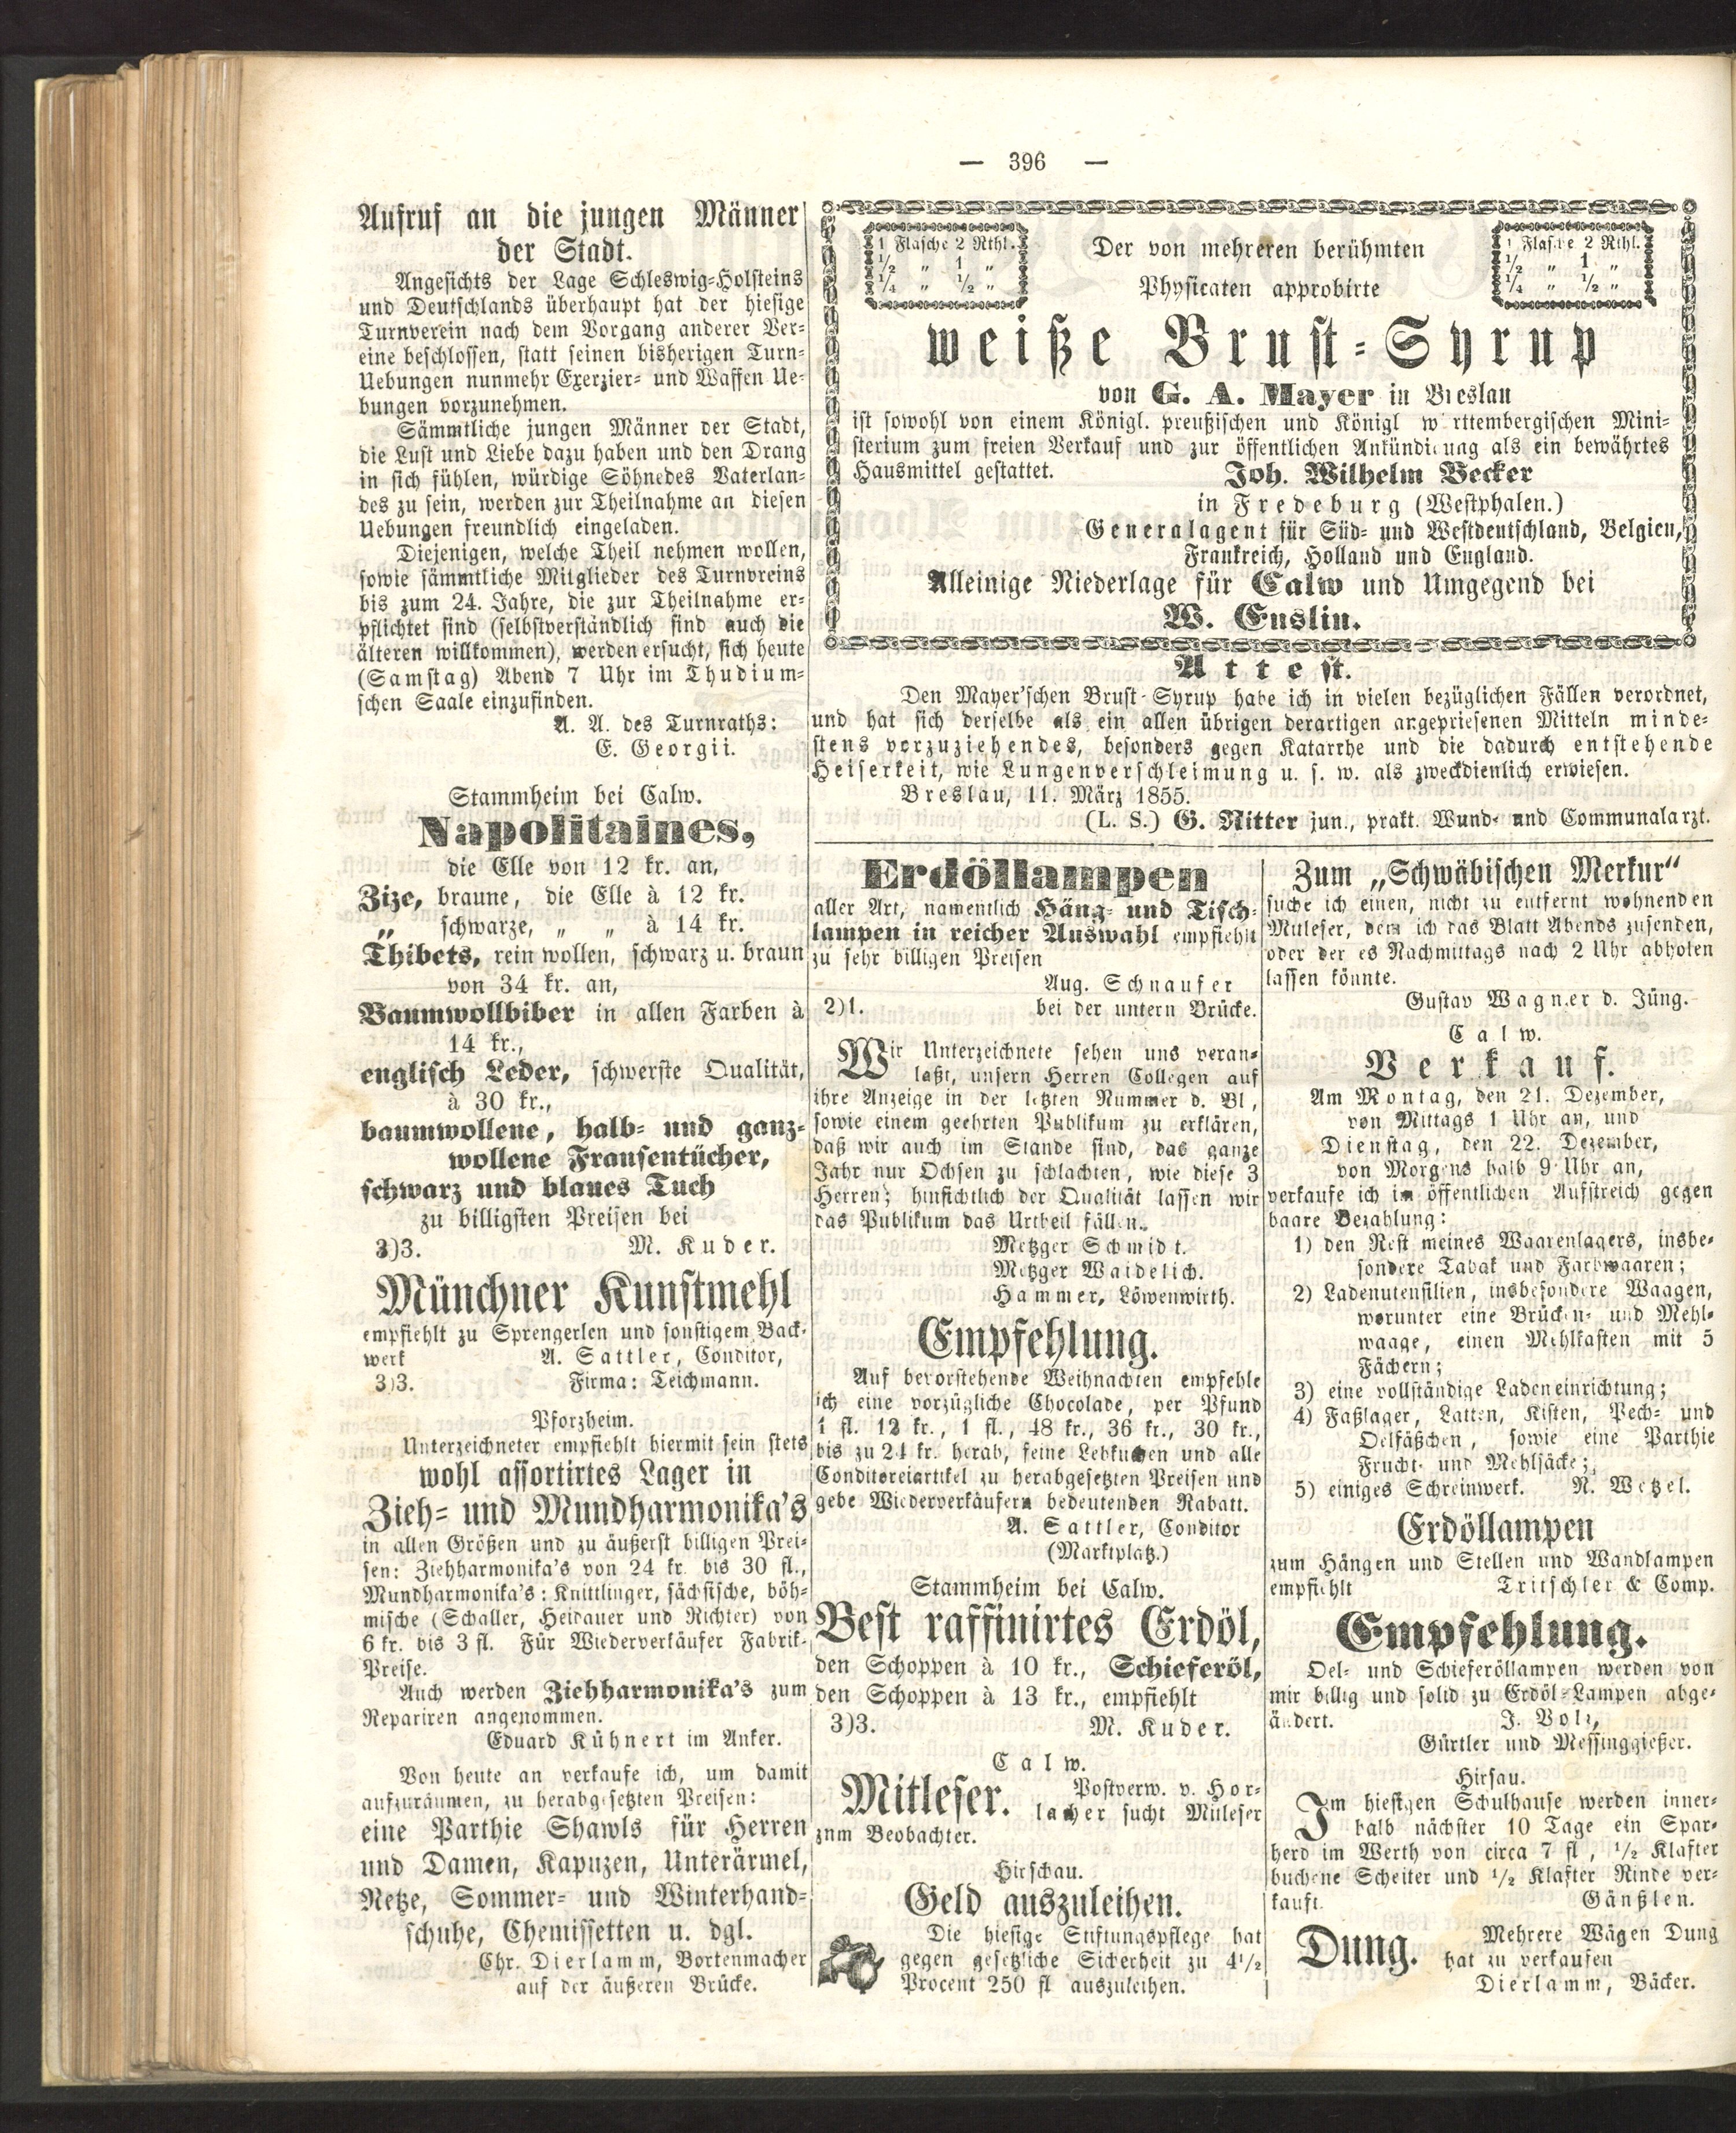 — 396 —
Aufruf an die jungen Männer
der Stadt.
Angesichts der Lage Schleswig-Holsteins
und Deutschlands überhaupt hat der hiesige
Turnverein nach dem Vorgang anderer Ver-
eine beschlossen, statt seinen bisherigen Turn-
Uebungen nunmehr Exerzier- und Waffen Ue-
bungen vorzunehmen.
Sämmtliche jungen Männer der Stadt,
die Lust und Liebe dazu haben und den Drang
in sich fühlen, würdige Söhne des Vaterlan-
des zu sein, werden zur Theilnahme an diesen
Uebungen freundlich eingeladen.
Diejenigen, welche Theil nehmen wollen,
sowie sämmtliche Mitglieder des Turnvreins
bis zum 24. Jahre, die zur Theilnahme er-
pflichtet sind (selbstverständlich sind auch die
älteren willkommen), werden ersucht, sich heute
(Samstag) Abend 7 Uhr im Thudium-
schen Saale einzufinden.
A. A. des Turnraths:
E. Georgii.
Stammheim bei Calw.
Napolitaines,
die Elle von 12 kr. an,
Zize, braune, die Elle à 12 kr.
„ schwarze, „ „ à 14 kr.
Thibets, rein wollen, schwarz u. braun
von 34 kr. an,
Baumwollbiber in allen Farben à
14 kr.,
englisch Leder, schwerste Qualität,
à 30 kr.,
baumwollene, halb- und ganz-
wollene Fransentücher,
schwarz und blaues Tuch
zu billigsten Preisen bei
3)3. M. Kuder.
Münchner Kunstmehl
empfiehlt zu Sprengerlen und sonstigem Back-
werk A. Sattler, Conditor,
3)3. Firma: Teichmann.
Pforzheim.
Unterzeichneter empfiehlt hiermit sein stets
wohl assortirtes Lager in
Zieh- und Mundharmonika's
in allen Größen und zu äußerst billigen Prei-
sen: Ziehharmonika's von 24 kr. bis 30 fl.,
Mundharmonika's: Knittlinger, sächsische, böh-
mische (Schaller, Heidauer und Richter) von
6 kr. bis 3 fl. Für Wiederverkäufer Fabrik-
Preise.
Auch werden Ziehharmonika's zum
Repariren angenommen.
Eduard Kühnert im Anker.
Von heute an verkaufe ich, um damit
aufzuräumen, zu herabgesetzten Preisen:
eine Parthie Shawls für Herren
und Damen, Kapuzen, Unterärmel,
Netze, Sommer- und Winterhand-
schuhe, Chemissetten u. dgl.
Chr. Dierlamm, Bortenmacher
auf der äußeren Brücke.
1 Flasche 2 Rthl.
1/2 „ 1 „
1/4 „ 1/2 „
Der von mehreren berühmten
Physicaten approbirte
1 Flasche 2 Rthl.
1/2 „ 1 „
1/4 „ 1/2 „
weiße Brust-Syrup
von G. A. Mayer in Breslau
ist sowohl von einem Königl. preußischen und Königl w rttembergischen Mini-
sterium zum freien Verkauf und zur öffentlichen Ankündigung als ein bewährtes
Hausmittel gestattet. Joh. Wilhelm Becker
in Fredeburg (Westphalen.)
Generalagent für Süd- und Westdeutschland, Belgien,
Frankreich, Holland und England.
Alleinige Niederlage für Calw und Umgegend bei
W. Enslin.
Attest.
Den Mayer'schen Brust-Syrup habe ich in vielen bezüglichen Fällen verordnet,
und hat sich derselbe als ein allen übrigen derartigen angepriesenen Mitteln minde-
stens vorzuziehendes, besonders gegen Katarrhe und die dadurch entstehende
Heiserkeit, wie Lungenverschleimung u. s. w. als zweckdienlich erwiesen.
Breslau, 11. März 1855.
(L. S.) G. Ritter jun., prakt. Wund- und Communalarzt.
Erdöllampen
aller Art, namentlich Häng- und Tisch-
lampen in reicher Auswahl empfiehlt
zu sehr billigen Preisen
Aug. Schnaufer
2)1. bei der untern Brücke.
Wir Unterzeichnete sehen uns veran-
laßt, unsern Herren Collegen auf
ihre Anzeige in der letzten Nummer d. Bl,
sowie einem geehrten Publikum zu erklären,
daß wir auch im Stande sind, das ganze
Jahr nur Ochsen zu schlachten, wie diese 3
Herren; hinsichtlich der Qualität lassen wir
das Publikum das Urtheil fällen.
Metzger Schmidt.
Metzger Waidelich.
Hammer, Löwenwirth.
Empfehlung.
Auf bevorstehende Weihnachten empfehle
ich eine vorzügliche Chocolade, per Pfund
1 fl. 12 kr., 1 fl., 48 kr., 36 kr., 30 kr.,
bis zu 24 kr. herab, feine Lebkuchen und alle
Conditoreiartikel zu herabgesetzten Preisen und
gebe Wiederverkäufern bedeutenden Rabatt.
A. Sattler, Conditor
(Marktplatz.)
Stammheim bei Calw.
Best raffinirtes Erdöl,
den Schoppen à 10 kr., Schieferöl,
den Schoppen à 13 kr., empfiehlt
3)3. M. Kuder.
Calw.
Mitleser. Postverw. v. Hor-
lacher sucht Mitleser
zum Beobachter.
Hirschau.
Geld auszuleihen.
Die hiesige Stiftungspflege hat
gegen gesetzliche Sicherheit zu 4 1/2
Procent 250 fl auszuleihen.
Zum „Schwäbischen Merkur“
suche ich einen, nicht zu entfernt wohnenden
Mitleser, dem ich das Blatt Abends zusenden,
oder der es Nachmittags nach 2 Uhr abholen
lassen könnte.
Gustav Wagner d. Jüng.
Calw.
Verkauf.
Am Montag, den 21. Dezember,
von Mittags 1 Uhr an, und
Dienstag, den 22. Dezember,
von Morgens halb 9 Uhr an,
verkaufe ich im öffentlichen Aufstreich gegen
baare Bezahlung:
1) den Rest meines Waarenlagers, insbe-
sondere Tabak und Farbwaaren;
2) Ladenutensilien, insbesondere Waagen,
worunter eine Brücken- und Mehl-
waage, einen Mehlkasten mit 5
Fächern;
3) eine vollständige Ladeneinrichtung;
4) Faßlager, Latten, Kisten, Pech- und
Oelfäßchen, sowie eine Parthie
Frucht- und Mehlsäcke;
5) einiges Schreinwerk. N. Wetzel.
Erdöllampen
zum Hängen und Stellen und Wandlampen
empfiehlt Tritschler & Comp.
Empfehlung.
Oel- und Schieferöllampen werden von
mir billig und solid zu Erdöl-Lampen abge-
ändert. J. Volz,
Gürtler und Messinggießer.
Hirsau.
Im hiesigen Schulhause werden inner-
halb nächster 10 Tage ein Spar-
herd im Werth von circa 7 fl, 1/2 Klafter
buchene Scheiter und 1/2 Klafter Rinde ver-
kauft. Gänßlen.
Dung. Mehrere Wägen Dung
hat zu verkaufen
Dierlamm, Bäcker.